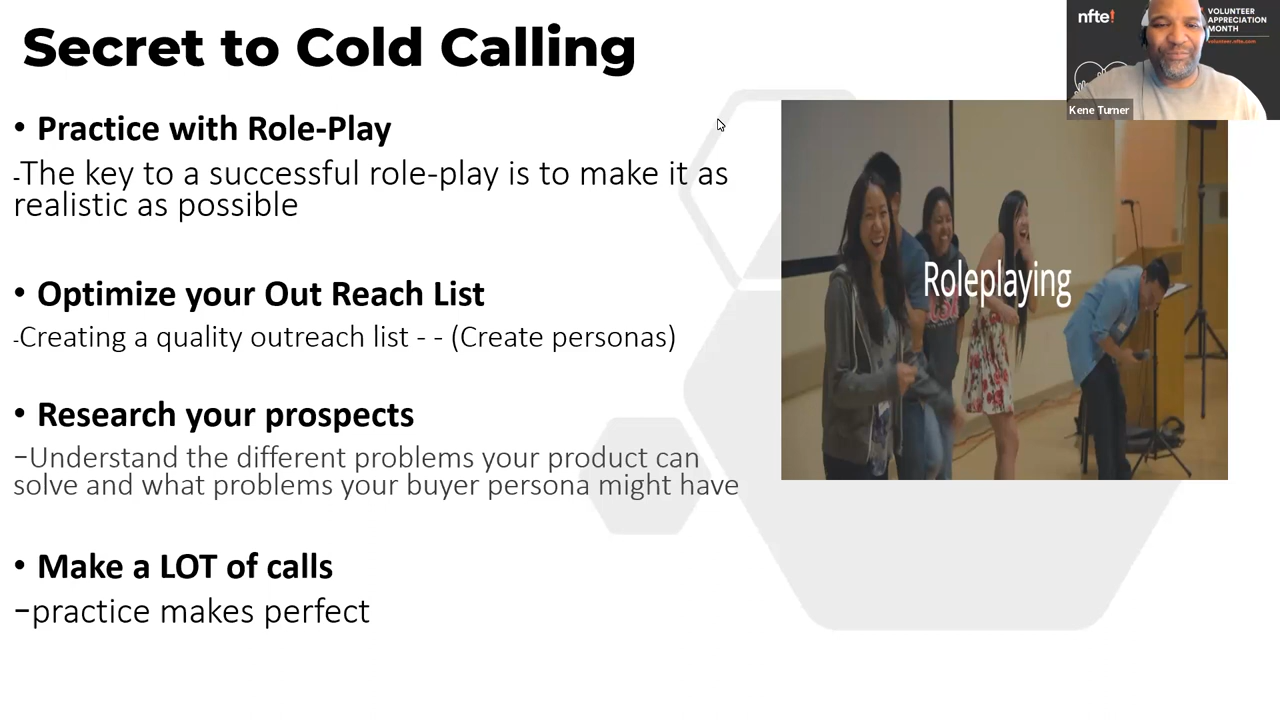 Secret to Cold Calling
• Practice with Role-Play
-The key to a successful role-play is to make it as
realistic as possible
• Optimize your Out Reach List
-Creating a quality outreach list - - (Create personas)
• Research your prospects
–Understand the different problems your product can
solve and what problems your buyer persona might have
• Make a LOT of calls
–practice makes perfect
Roleplaying
nfte!
VOLUNTEER
APPRECIATION
MONTH
volunteer.nfte.com
Kene Turner